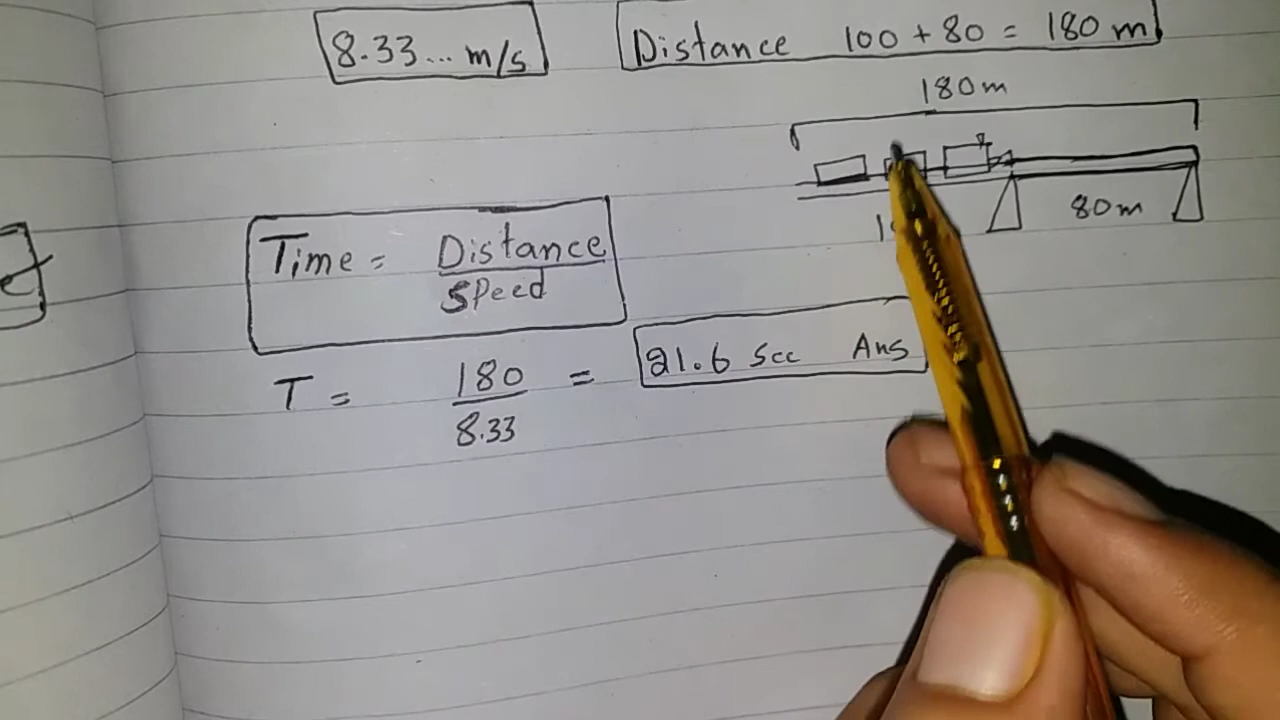 8.33... m/s
Distance 100 + 80 = 180 m
180m
80m
Time = Distance
Speed
T = 180 = 21.6 Sec Ans
8.33